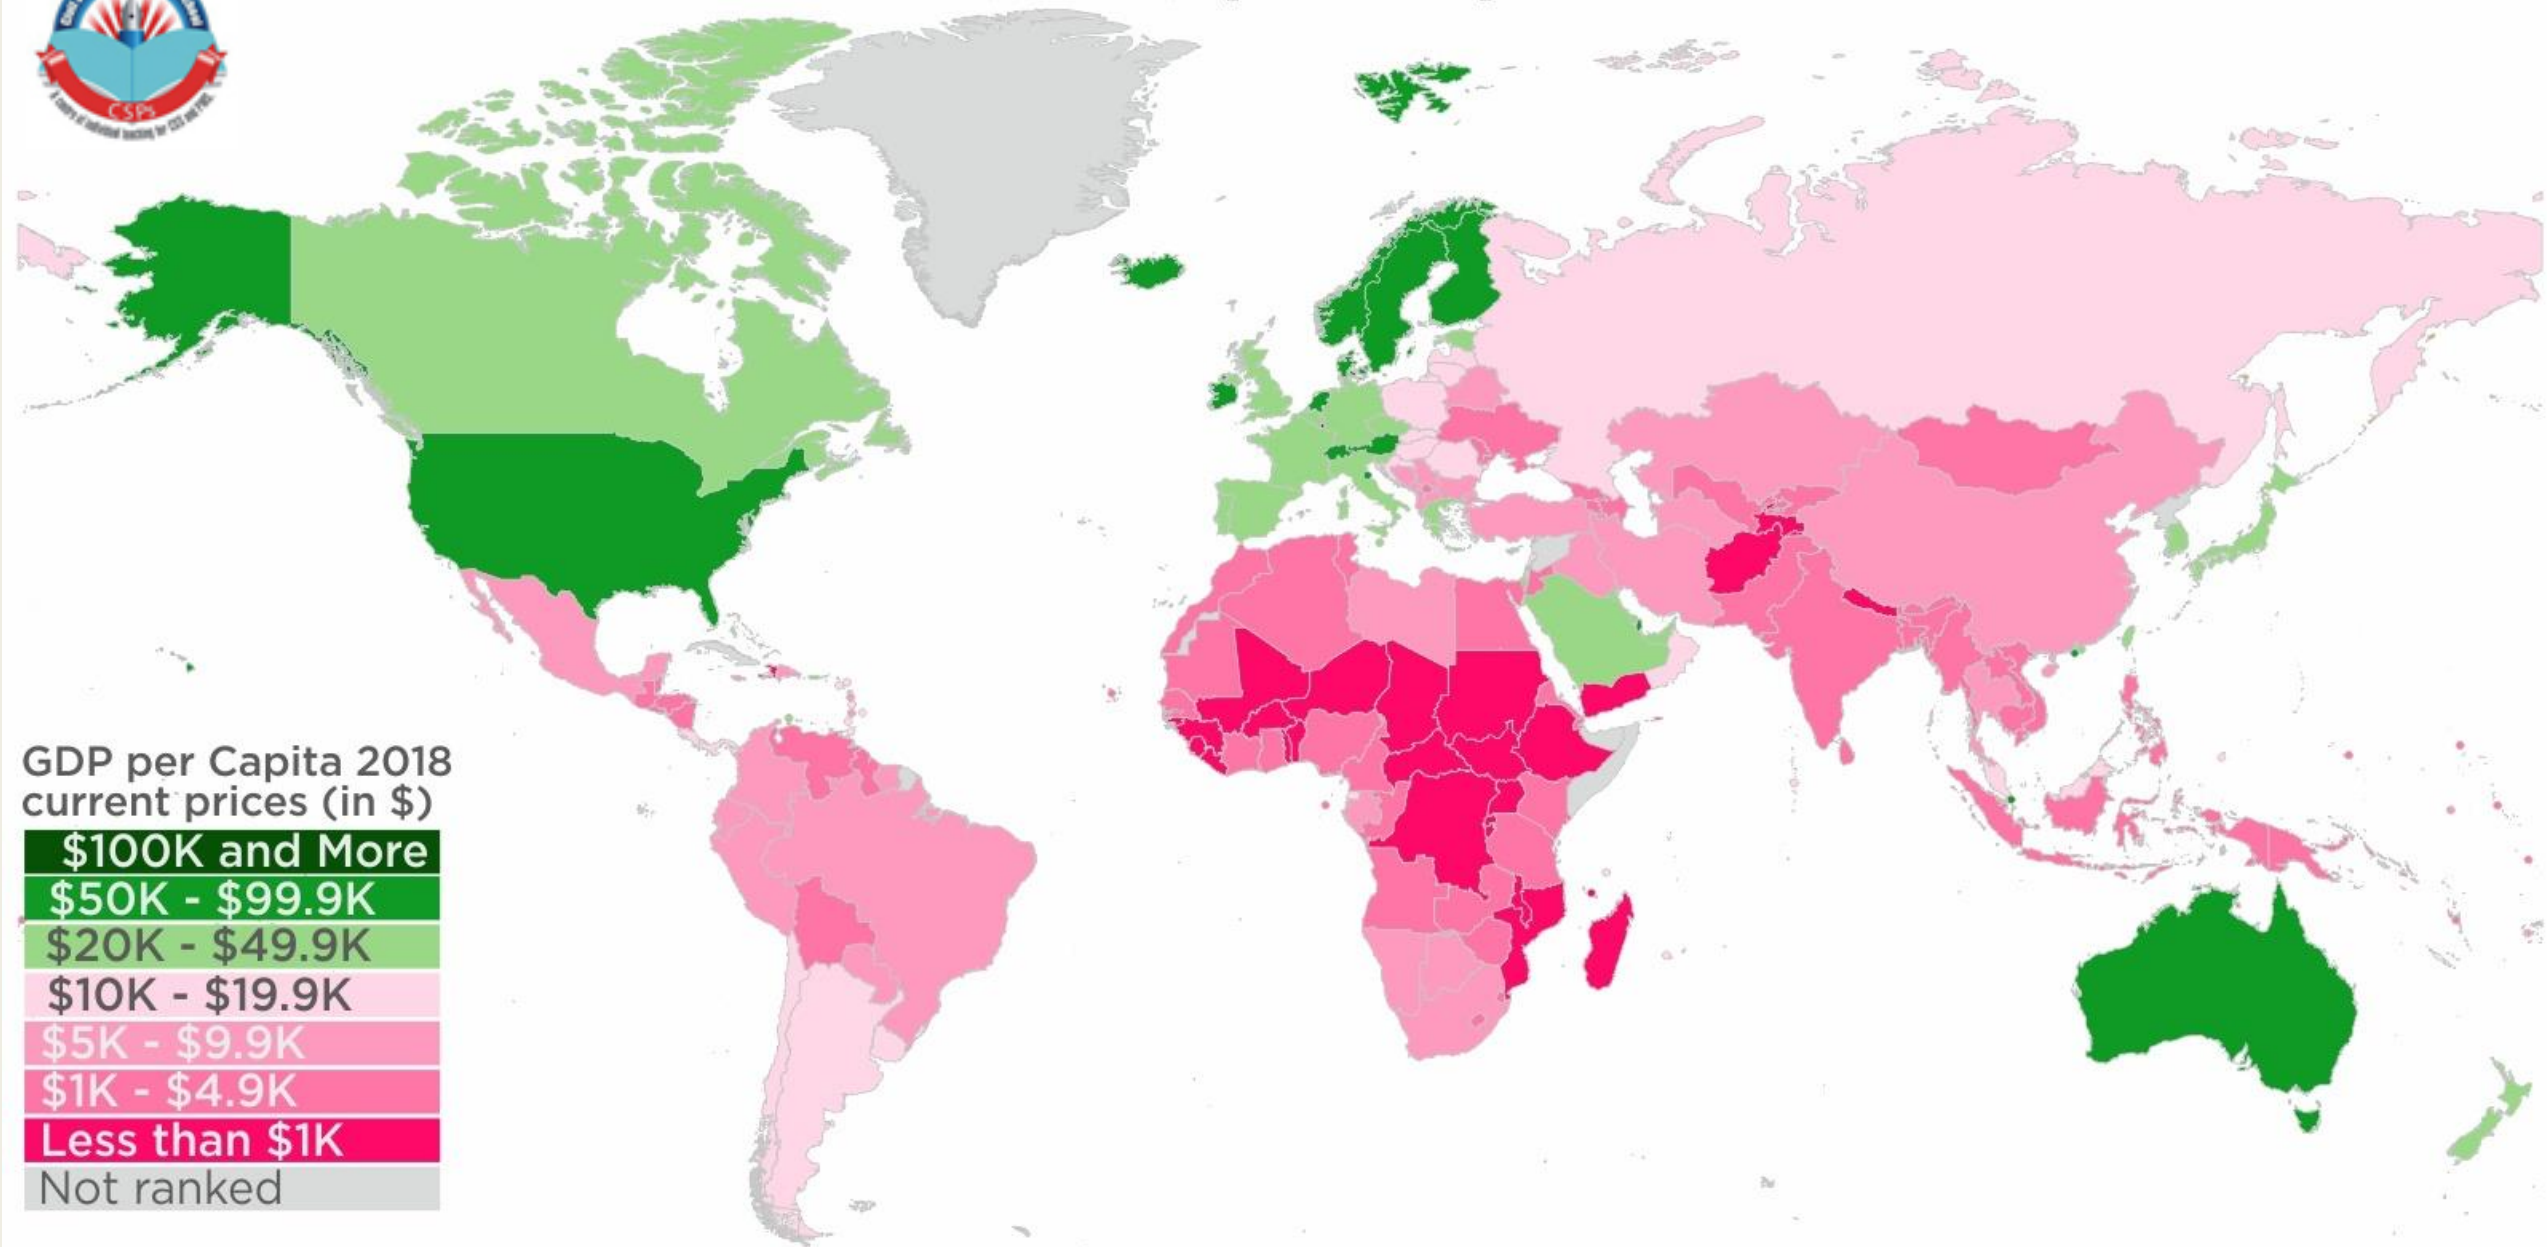 CSPs
GDP per Capita 2018
current prices (in $)
$100K and More
$50K - $99.9K
$20K - $49.9K
$10K - $19.9K
$5K - $9.9K
$1K - $4.9K
Less than $1K
Not ranked